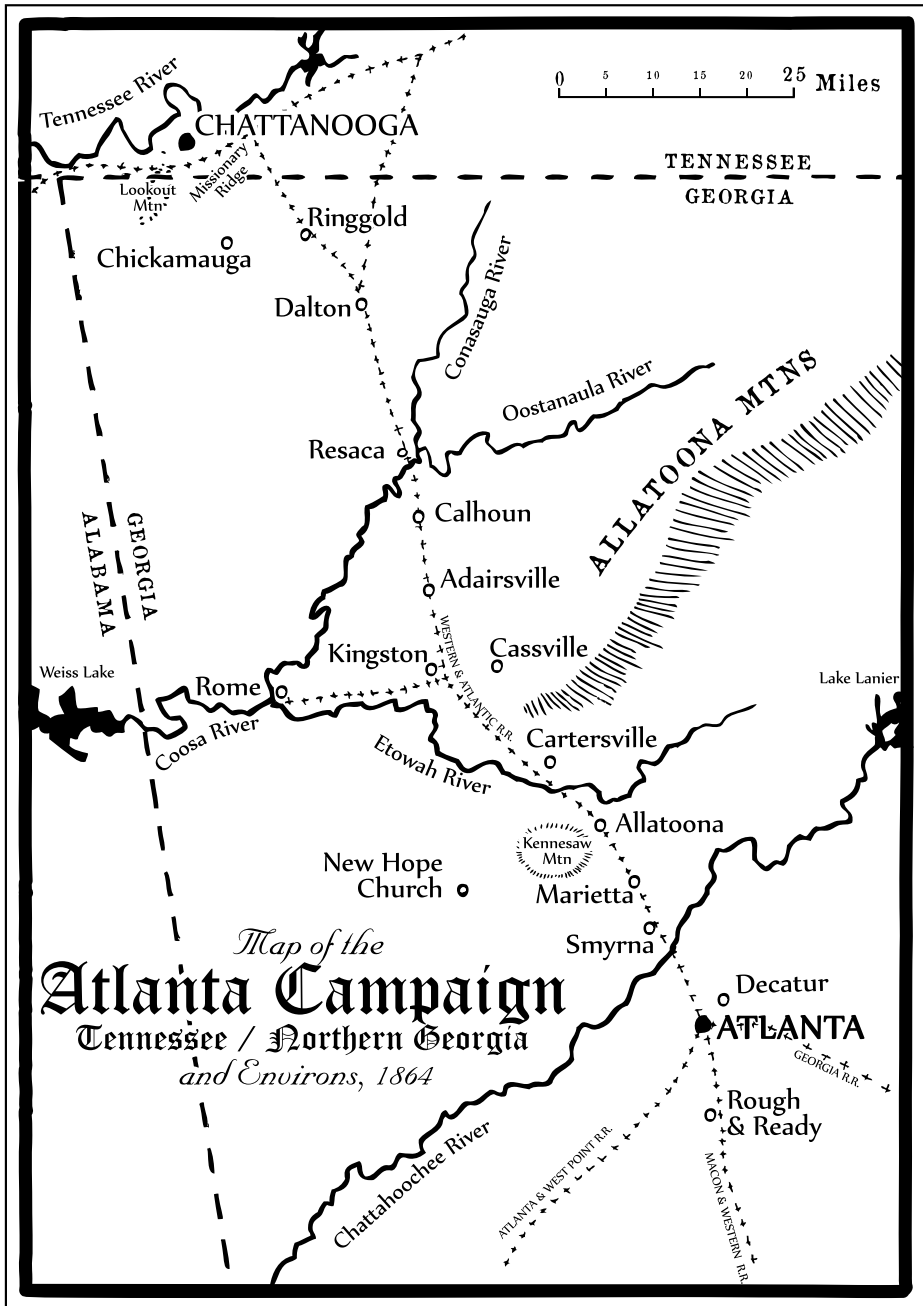 0 5 10 15 20 25 Miles
Tennessee River
CHATTANOOGA
TENNESSEE
GEORGIA
Lookout
Mtn
Missionary
Ridge
Ringgold
Chickamauga
Dalton
Conasauga River
Oostanaula River
ALLATOONA MTNS
Resaca
Calhoun
GEORGIA
ALABAMA
Adairsville
WESTERN & ATLANTIC R.R.
Cassville
Kingston
Weiss Lake
Rome
Lake Lanier
Coosa River
Cartersville
Etowah River
Allatoona
Kennesaw
Mtn
New Hope
Church
Marietta
Smyrna
Map of the
Atlanta Campaign
Tennessee / Northern Georgia
and Environs, 1864
Decatur
ATLANTA
GEORGIA R.R.
Rough
& Ready
Chattahoochee River
ATLANTA & WEST POINT R.R.
MACON & WESTERN R.R.